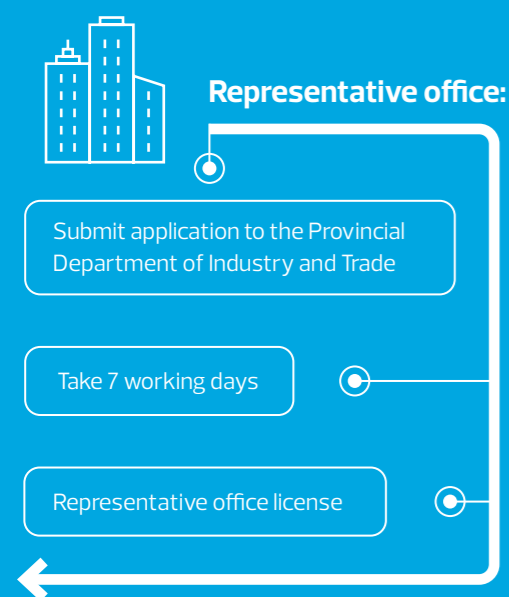 Representative office:
Submit application to the Provincial
Department of Industry and Trade
Take 7 working days
Representative office license